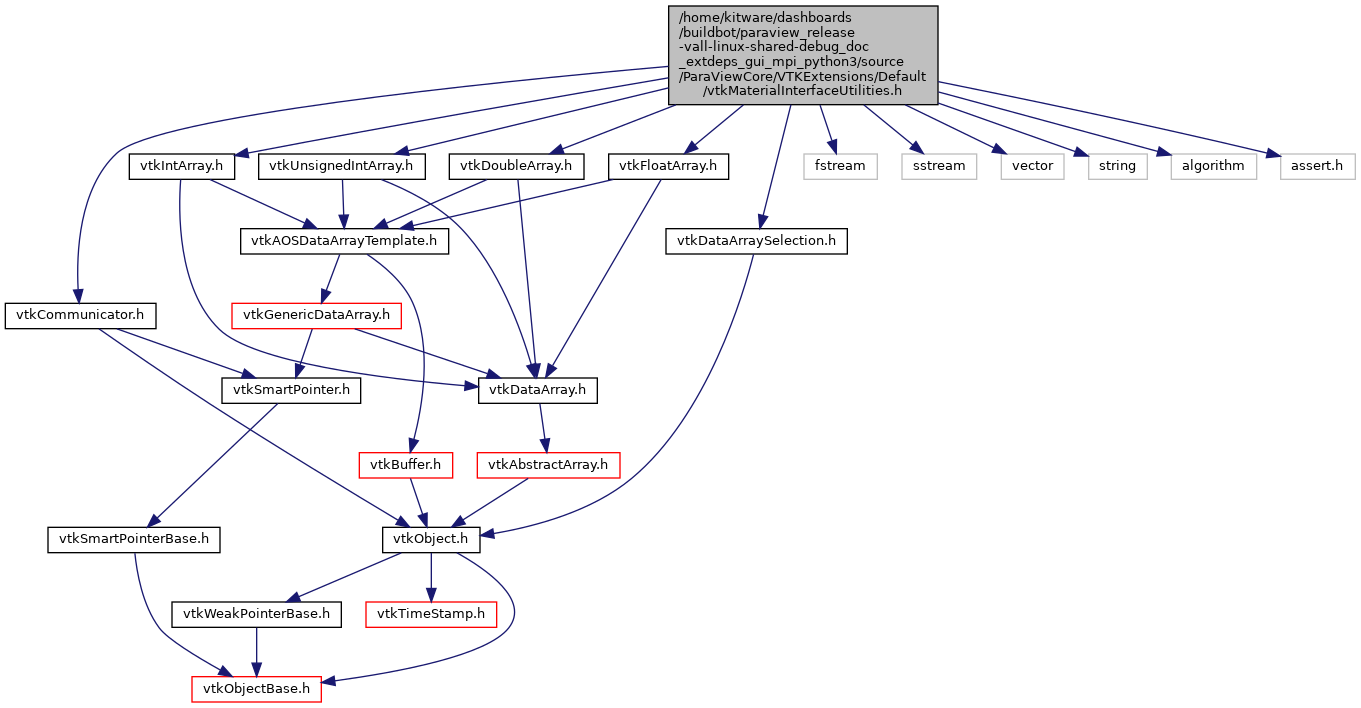 /home/kitware/dashboards
/buildbot/paraview_release
-vall-linux-shared-debug_doc
_extdeps_gui_mpi_python3/source
/ParaViewCore/VTKExtensions/Default
/vtkMaterialInterfaceUtilities.h
vtkIntArray.h
vtkUnsignedIntArray.h
vtkDoubleArray.h
vtkFloatArray.h
fstream
sstream
vector
string
algorithm
assert.h
vtkAOSDataArrayTemplate.h
vtkDataArraySelection.h
vtkCommunicator.h
vtkGenericDataArray.h
vtkSmartPointer.h
vtkDataArray.h
vtkBuffer.h
vtkAbstractArray.h
vtkSmartPointerBase.h
vtkObject.h
vtkWeakPointerBase.h
vtkTimeStamp.h
vtkObjectBase.h